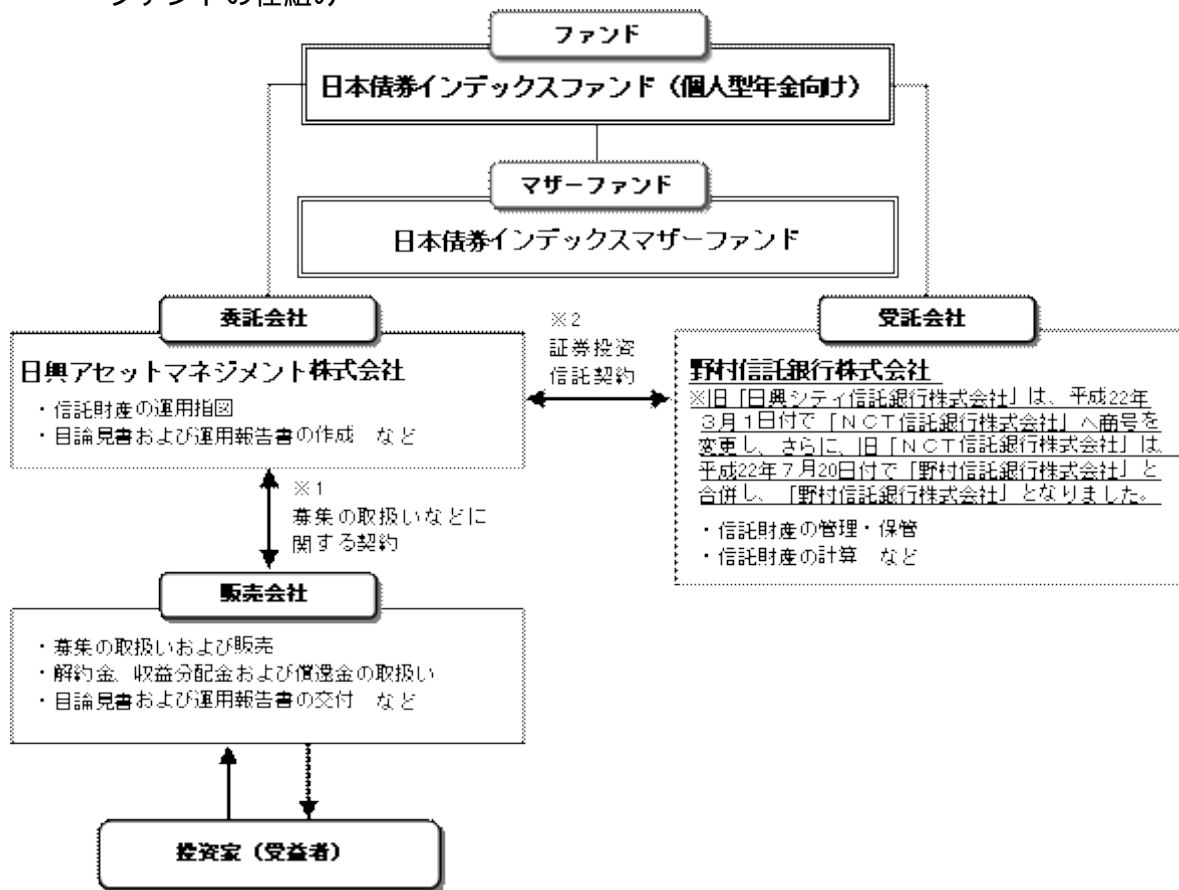 ファンドの仕組み
ファンド
日本債券インデックスファンド（個人型年金向け）
マザーファンド
日本債券インデックスマザーファンド
委託会社
日興アセットマネジメント株式会社
・信託財産の運用指図
・目論見書および運用報告書の作成　など
※2
証券投資
信託契約
受託会社
野村信託銀行株式会社
※旧「日興シティ信託銀行株式会社」は、平成22年
３月１日付で「ＮＣＴ信託銀行株式会社」へ商号を
変更し、さらに、旧「ＮＣＴ信託銀行株式会社」は、
平成22年７月20日付で「野村信託銀行株式会社」と
合併し、「野村信託銀行株式会社」となりました。
・信託財産の管理・保管
・信託財産の計算　など
※1
募集の取扱いなどに
関する契約
販売会社
・募集の取扱いおよび販売
・解約金、収益分配金および償還金の取扱い
・目論見書および運用報告書の交付　など
投資家（受益者）